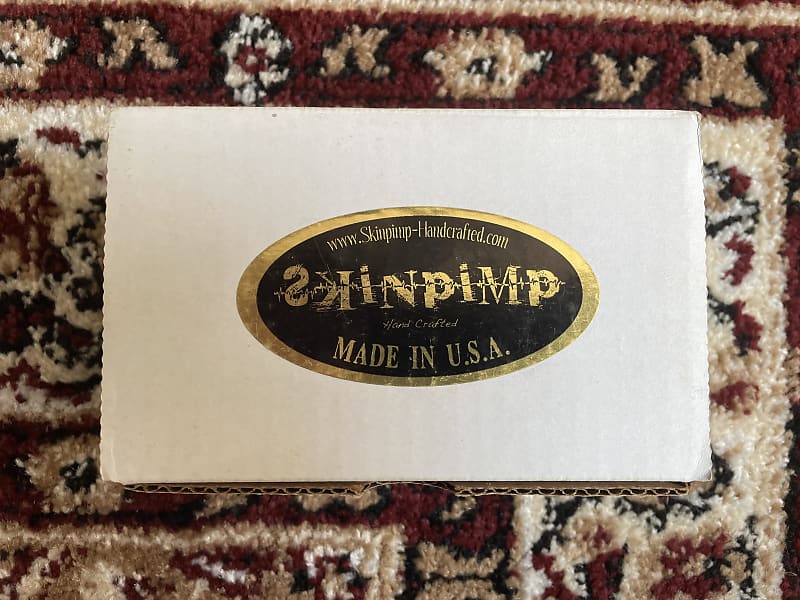 www.Skinpimp-Handcrafted.com
SKiNpiMp
Hand Crafted
MADE IN U.S.A.